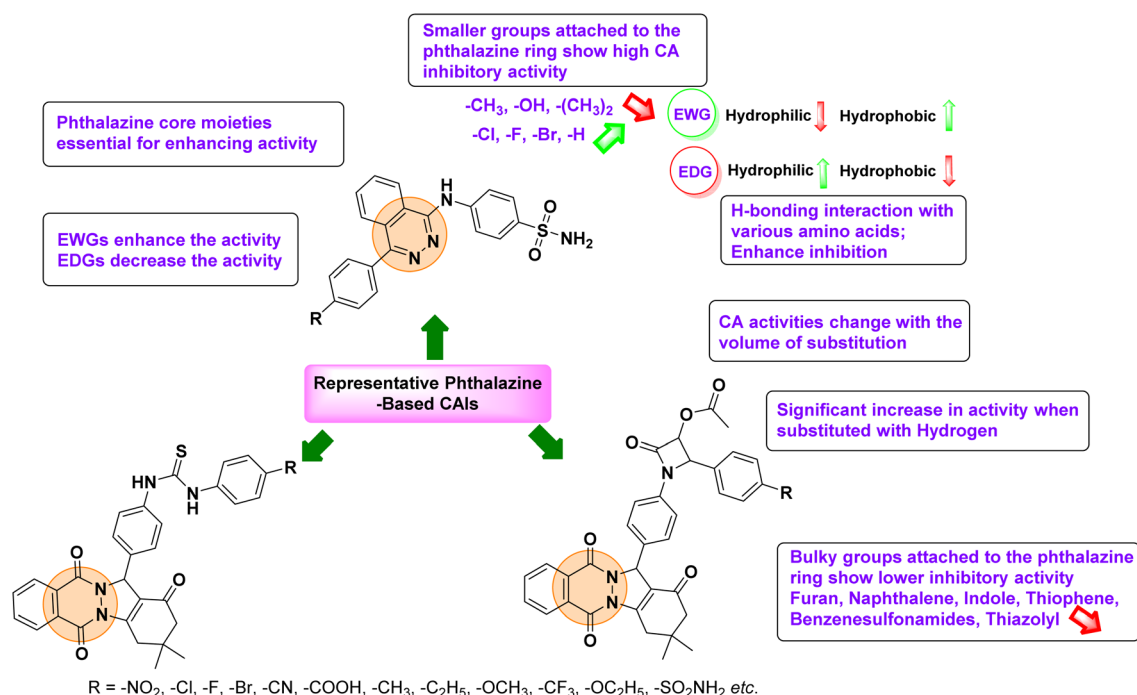 Smaller groups attached to the
phthalazine ring show high CA
inhibitory activity
-CH₃, -OH, -(CH₃)₂
-Cl, -F, -Br, -H
EWG Hydrophilic Hydrophobic
EDG Hydrophilic Hydrophobic
H-bonding interaction with
various amino acids;
Enhance inhibition
Phthalazine core moieties
essential for enhancing activity
EWGs enhance the activity
EDGs decrease the activity
H
N
O
S
NH₂
O
N
N
R
CA activities change with the
volume of substitution
Representative Phthalazine
-Based CAIs
Significant increase in activity when
substituted with Hydrogen
S
R
N
H
N
H
O
O
N
N
O
O
O
O
N
R
O
O
N
N
O
Bulky groups attached to the phthalazine
ring show lower inhibitory activity
Furan, Naphthalene, Indole, Thiophene,
Benzenesulfonamides, Thiazolyl
R = -NO₂, -Cl, -F, -Br, -CN, -COOH, -CH₃, -C₂H₅, -OCH₃, -CF₃, -OC₂H₅, -SO₂NH₂ etc.